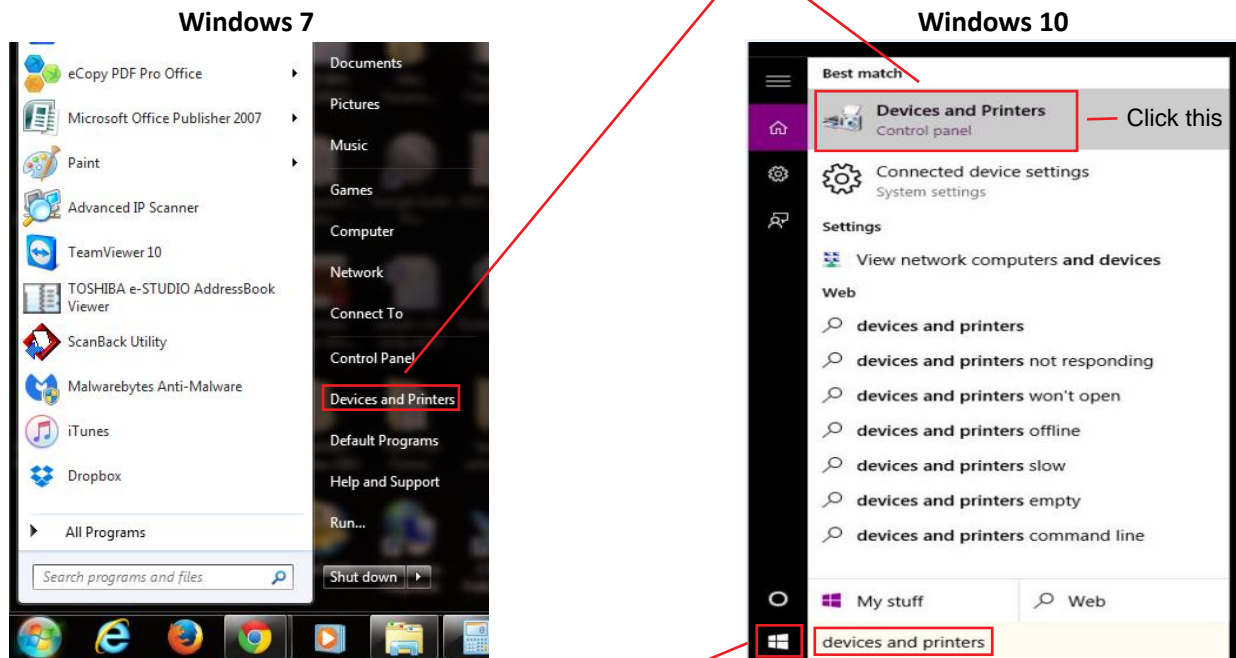 Windows 7
eCopy PDF Pro Office
Microsoft Office Publisher 2007
Paint
Advanced IP Scanner
TeamViewer 10
TOSHIBA e-STUDIO AddressBook
Viewer
ScanBack Utility
Malwarebytes Anti-Malware
iTunes
Dropbox
All Programs
Search programs and files
Documents
Pictures
Music
Games
Computer
Network
Connect To
Control Panel
Devices and Printers
Default Programs
Help and Support
Run...
Shut down
Windows 10
Best match
Devices and Printers
Control panel
Click this
Connected device settings
System settings
Settings
View network computers and devices
Web
devices and printers
devices and printers not responding
devices and printers won't open
devices and printers offline
devices and printers slow
devices and printers empty
devices and printers command line
My stuff
Web
devices and printers